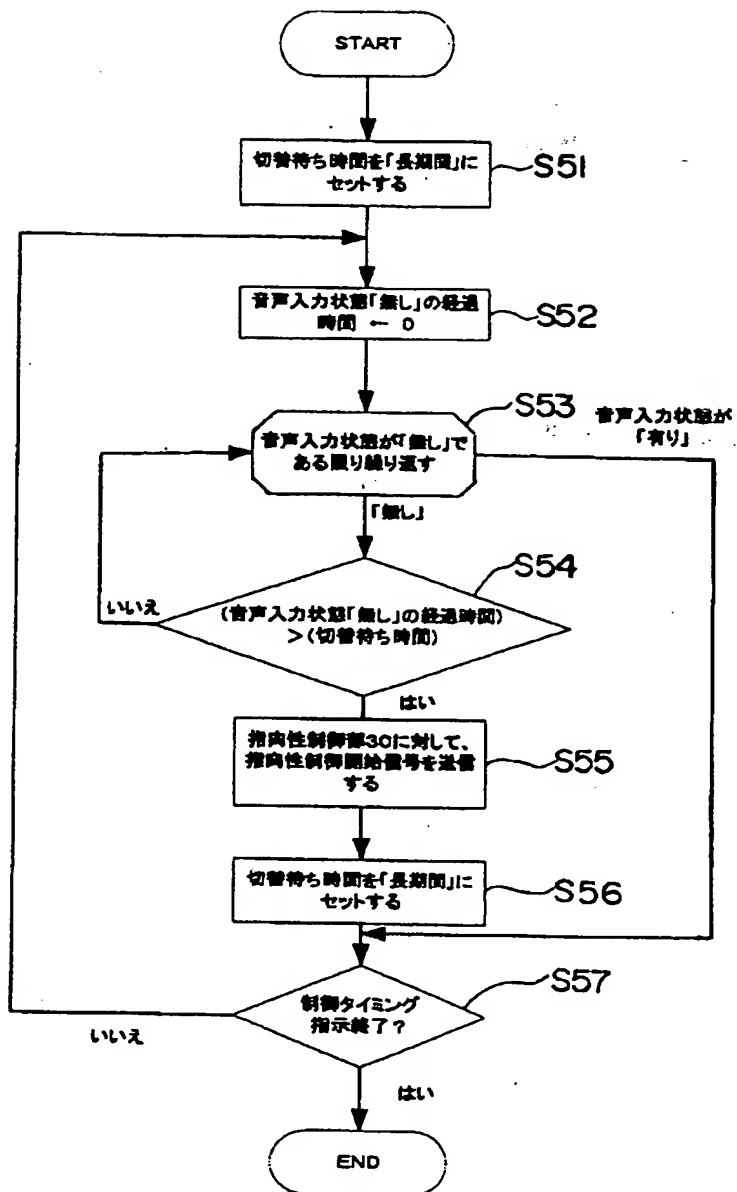 START
切替待ち時間を「長期間」に
セットする
S51
音声入力状態「無し」の経過
時間 ← 0
S52
S53
音声入力状態が「無し」で
ある限り繰り返す
音声入力状態が
「有り」
「無し」
S54
(音声入力状態「無し」の経過時間)
>(切替待ち時間)
いいえ
はい
指向性制御部30に対して、
指向性制御開始信号を送信
する
S55
切替待ち時間を「長期間」に
セットする
S56
S57
制御タイミング
指示終了?
いいえ
はい
END